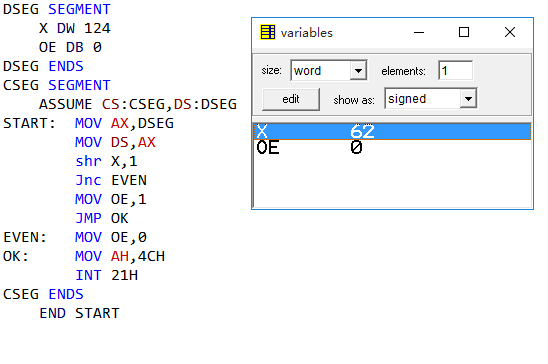 DSEG SEGMENT
X DW 124
OE DB 0
DSEG ENDS
CSEG SEGMENT
ASSUME CS:CSEG,DS:DSEG
START: MOV AX,DSEG
MOV DS,AX
shr X,1
Jnc EVEN
MOV OE,1
JMP OK
EVEN: MOV OE,0
OK: MOV AH,4CH
INT 21H
CSEG ENDS
END START
variables
size: word elements: 1
edit show as: signed
X 62
OE 0